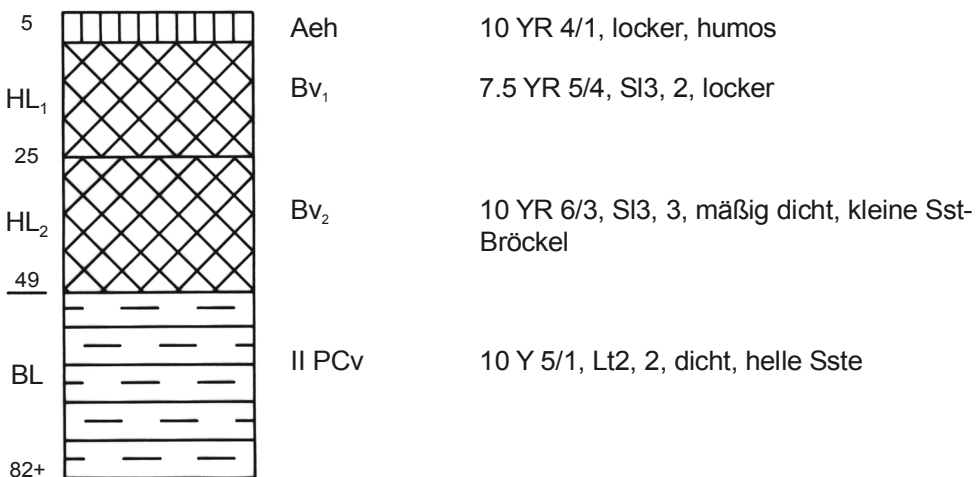 5 Aeh 10 YR 4/1, locker, humos
HL₁ Bv₁ 7.5 YR 5/4, Sl3, 2, locker
25
HL₂ Bv₂ 10 YR 6/3, Sl3, 3, mäßig dicht, kleine Sst-
Bröckel
49
BL II PCv 10 Y 5/1, Lt2, 2, dicht, helle Sste
82+